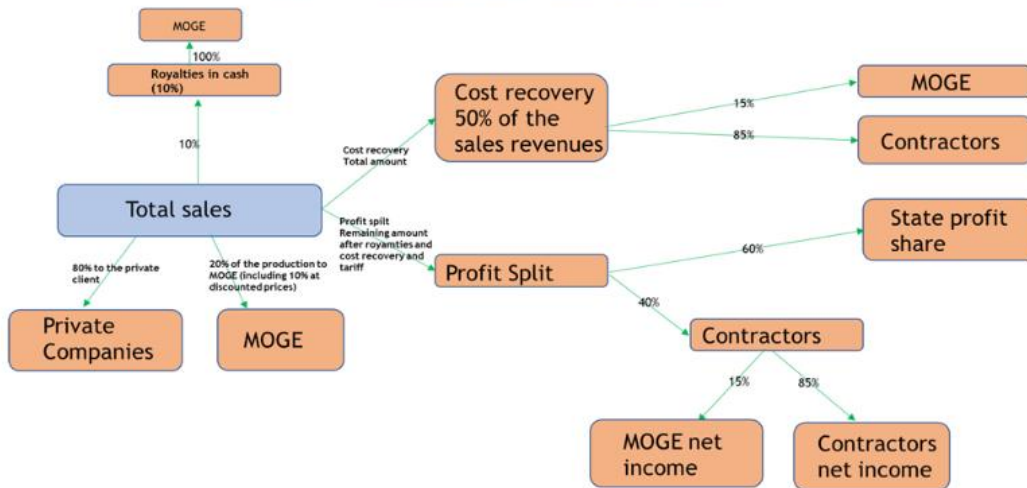 MOGE
100%
Royalties in cash
(10%)
10%
Total sales
80% to the private
client
20% of the production to
MOGE (including 10% at
discounted prices)
Private
Companies
MOGE
Cost recovery
Total amount
Cost recovery
50% of the
sales revenues
15%
MOGE
85%
Contractors
Profit spilt
Remaining amount
after royamties and
cost recovery and
tariff
Profit Split
60%
State profit
share
40%
Contractors
15%
85%
MOGE net
income
Contractors
net income